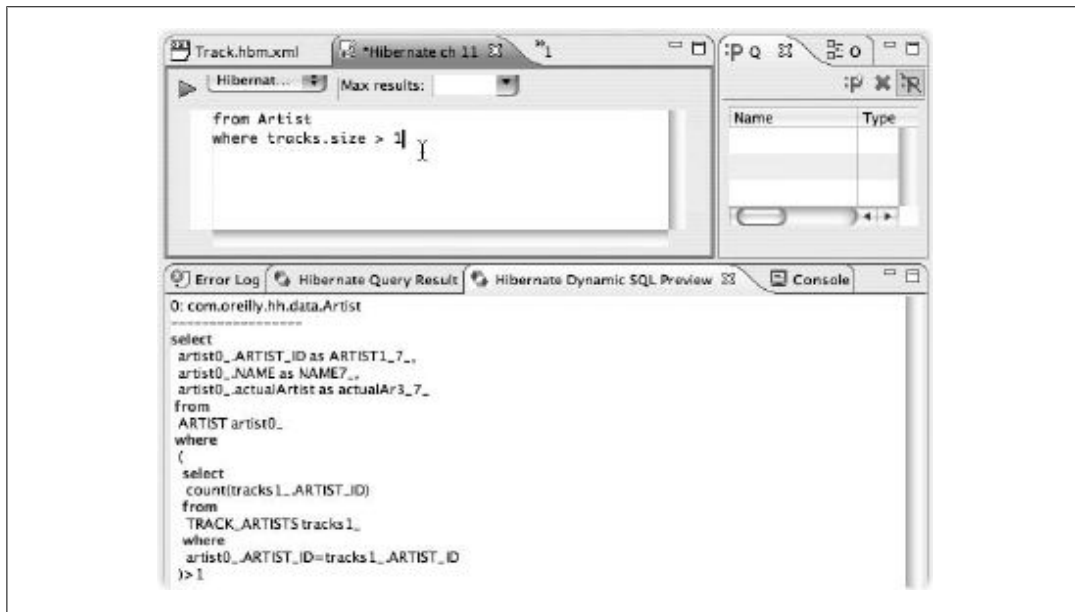 Track.hbm.xml
*Hibernate ch 11
»1
P Q
O
Hibernat...
Max results:
from Artist
where tracks.size > 1
Name
Type
Error Log
Hibernate Query Result
Hibernate Dynamic SQL Preview
Console
0: com.oreilly.hh.data.Artist
-----------------
select
artist0_.ARTIST_ID as ARTIST1_7_,
artist0_.NAME as NAME7_,
artist0_.actualArtist as actualAr3_7_
from
ARTIST artist0_
where
(
select
count(tracks1_.ARTIST_ID)
from
TRACK_ARTISTS tracks1_
where
artist0_.ARTIST_ID=tracks1_.ARTIST_ID
)>1